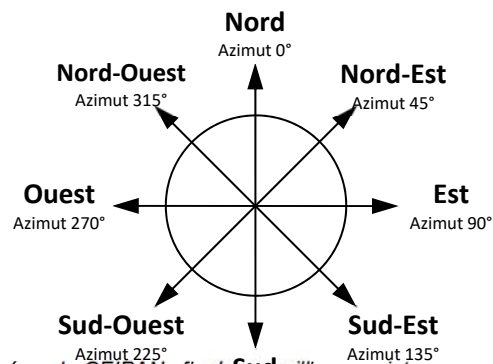 Nord
Azimut 0°
Nord-Ouest
Azimut 315°
Nord-Est
Azimut 45°
Ouest
Azimut 270°
Est
Azimut 90°
Sud-Ouest
Azimut 225°
Sud-Est
Azimut 135°
Sud